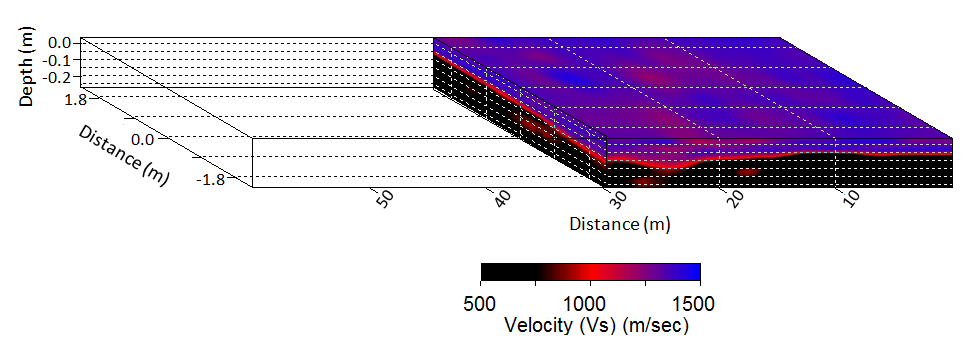 Depth (m)
0.0
-0.1
-0.2
1.8
0.0
-1.8
Distance (m)
50
40
30
20
10
Distance (m)
500 1000 1500
Velocity (Vs) (m/sec)